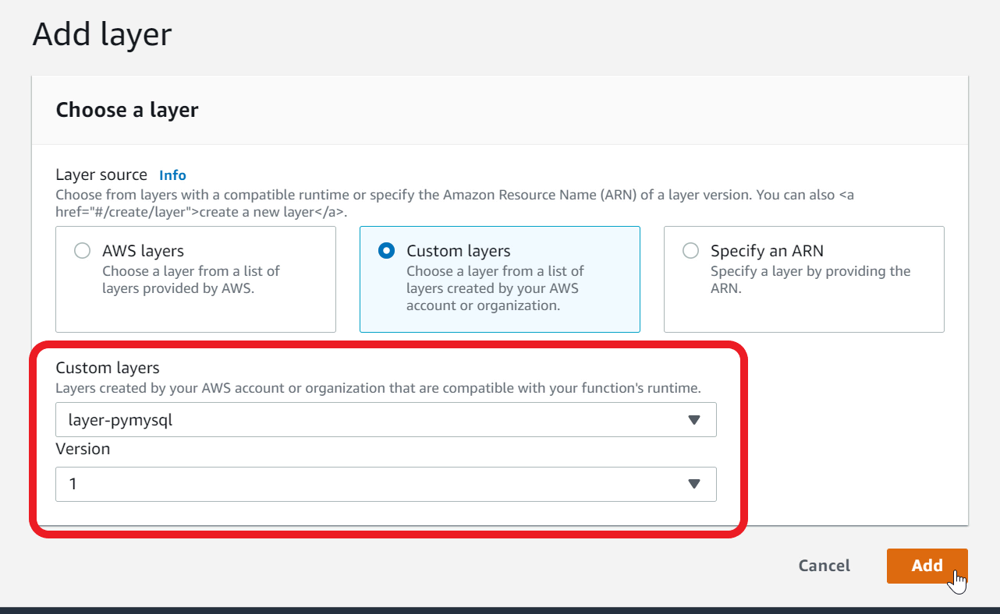 Add layer
Choose a layer
Layer source Info
Choose from layers with a compatible runtime or specify the Amazon Resource Name (ARN) of a layer version. You can also <a
href="#/create/layer">create a new layer</a>.
AWS layers
Choose a layer from a list of
layers provided by AWS.
Custom layers
Choose a layer from a list of
layers created by your AWS
account or organization.
Specify an ARN
Specify a layer by providing the
ARN.
Custom layers
Layers created by your AWS account or organization that are compatible with your function's runtime.
layer-pymysql
Version
1
Cancel
Add